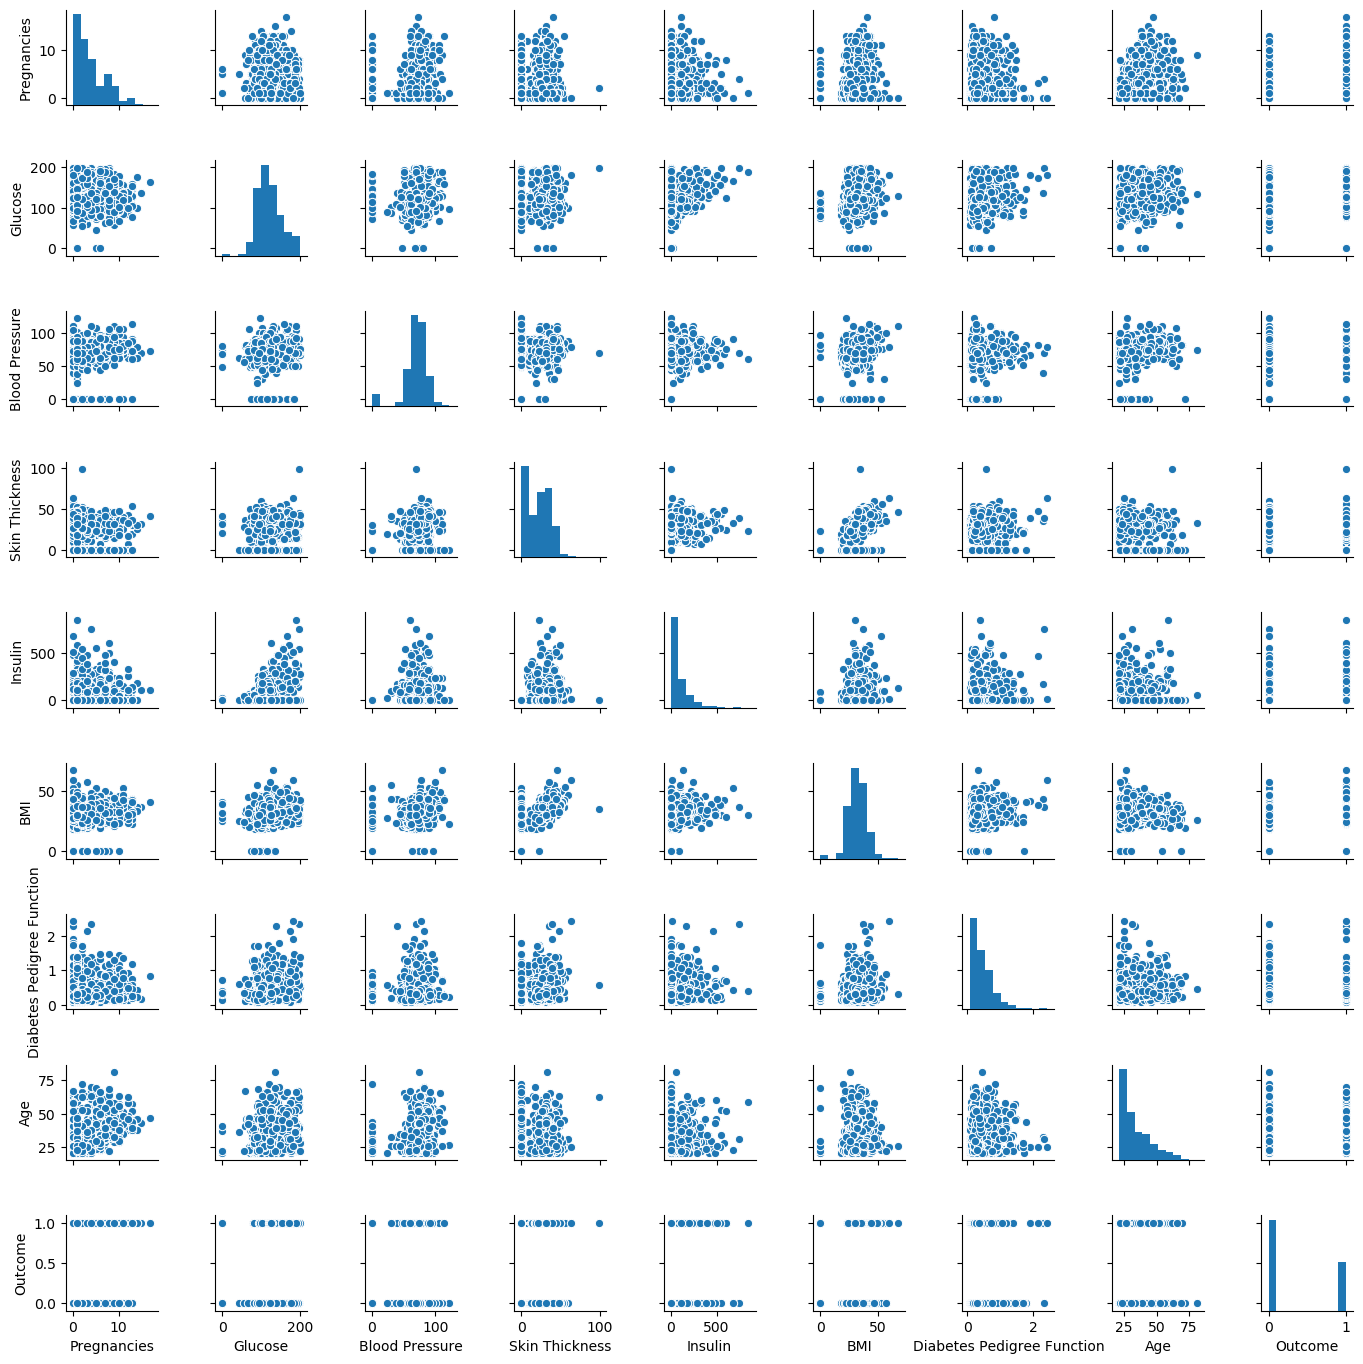 Pregnancies
10
0
Glucose
200
100
0
Blood Pressure
100
50
0
Skin Thickness
100
50
0
Insulin
500
0
BMI
50
0
Diabetes Pedigree Function
2
1
0
Age
75
50
25
Outcome
1.0
0.5
0.0
0 10 0 200 0 100 0 100 0 500 0 50 0 2 25 50 75 0 1
Pregnancies Glucose Blood Pressure Skin Thickness Insulin BMI Diabetes Pedigree Function Age Outcome